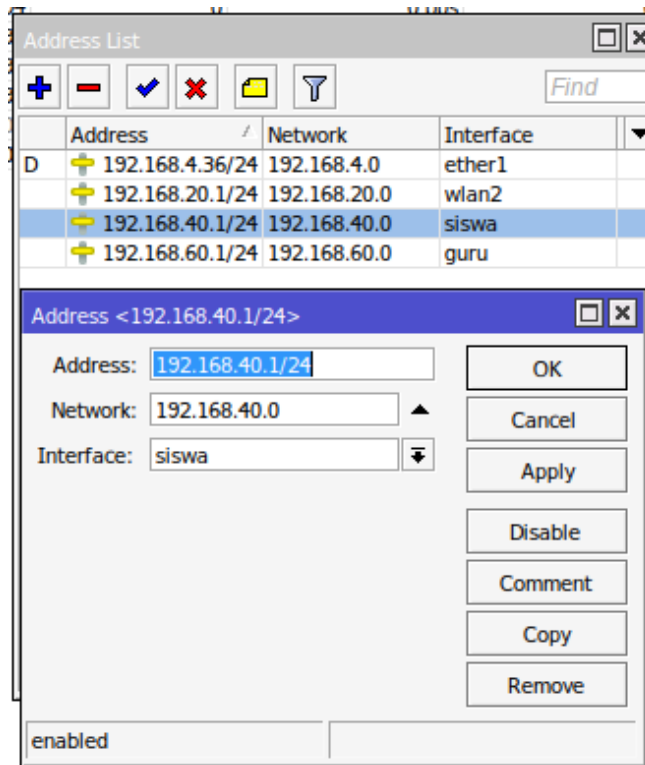 Address List
Find
Address Network Interface
D 192.168.4.36/24 192.168.4.0 ether1
192.168.20.1/24 192.168.20.0 wlan2
192.168.40.1/24 192.168.40.0 siswa
192.168.60.1/24 192.168.60.0 guru
Address <192.168.40.1/24>
Address: 192.168.40.1/24 OK
Network: 192.168.40.0 Cancel
Interface: siswa Apply
Disable
Comment
Copy
Remove
enabled